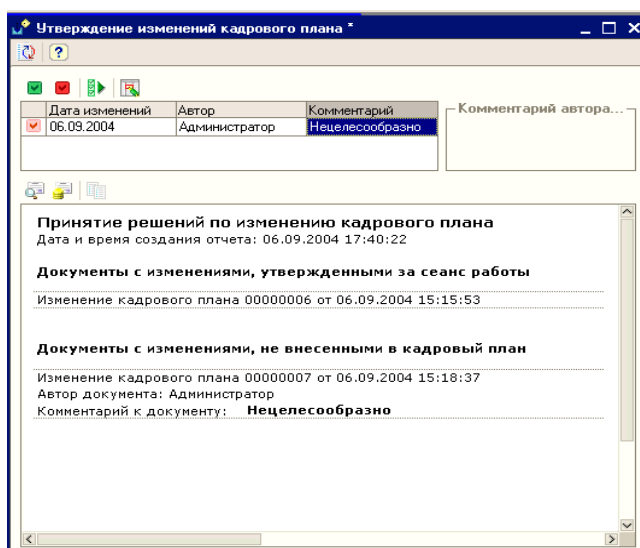 Утверждение изменений кадрового плана *
Дата изменений Автор Комментарий
06.09.2004 Администратор Нецелесообразно
Комментарий автора...
Принятие решений по изменению кадрового плана
Дата и время создания отчета: 06.09.2004 17:40:22
Документы с изменениями, утвержденными за сеанс работы
Изменение кадрового плана 00000006 от 06.09.2004 15:15:53
Документы с изменениями, не внесенными в кадровый план
Изменение кадрового плана 00000007 от 06.09.2004 15:18:37
Автор документа: Администратор
Комментарий к документу: Нецелесообразно